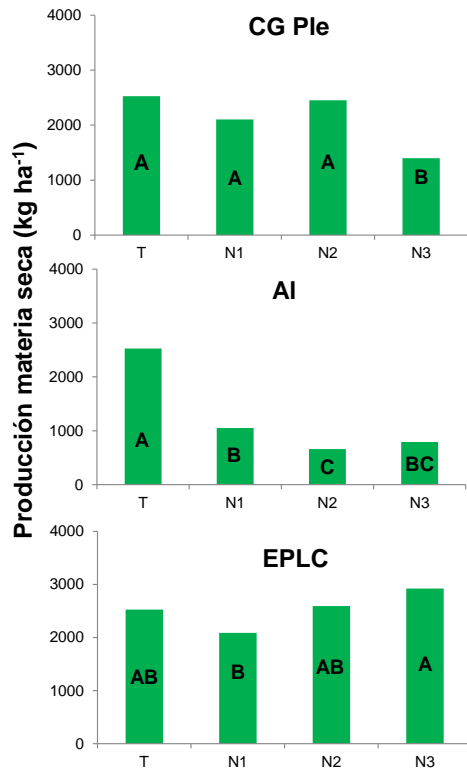 Producción materia seca (kg ha⁻¹)
CG Ple
4000
3000
2000
1000
0
A
A
A
B
T
N1
N2
N3
AI
4000
3000
2000
1000
0
A
B
C
BC
T
N1
N2
N3
EPLC
4000
3000
2000
1000
0
AB
B
AB
A
T
N1
N2
N3